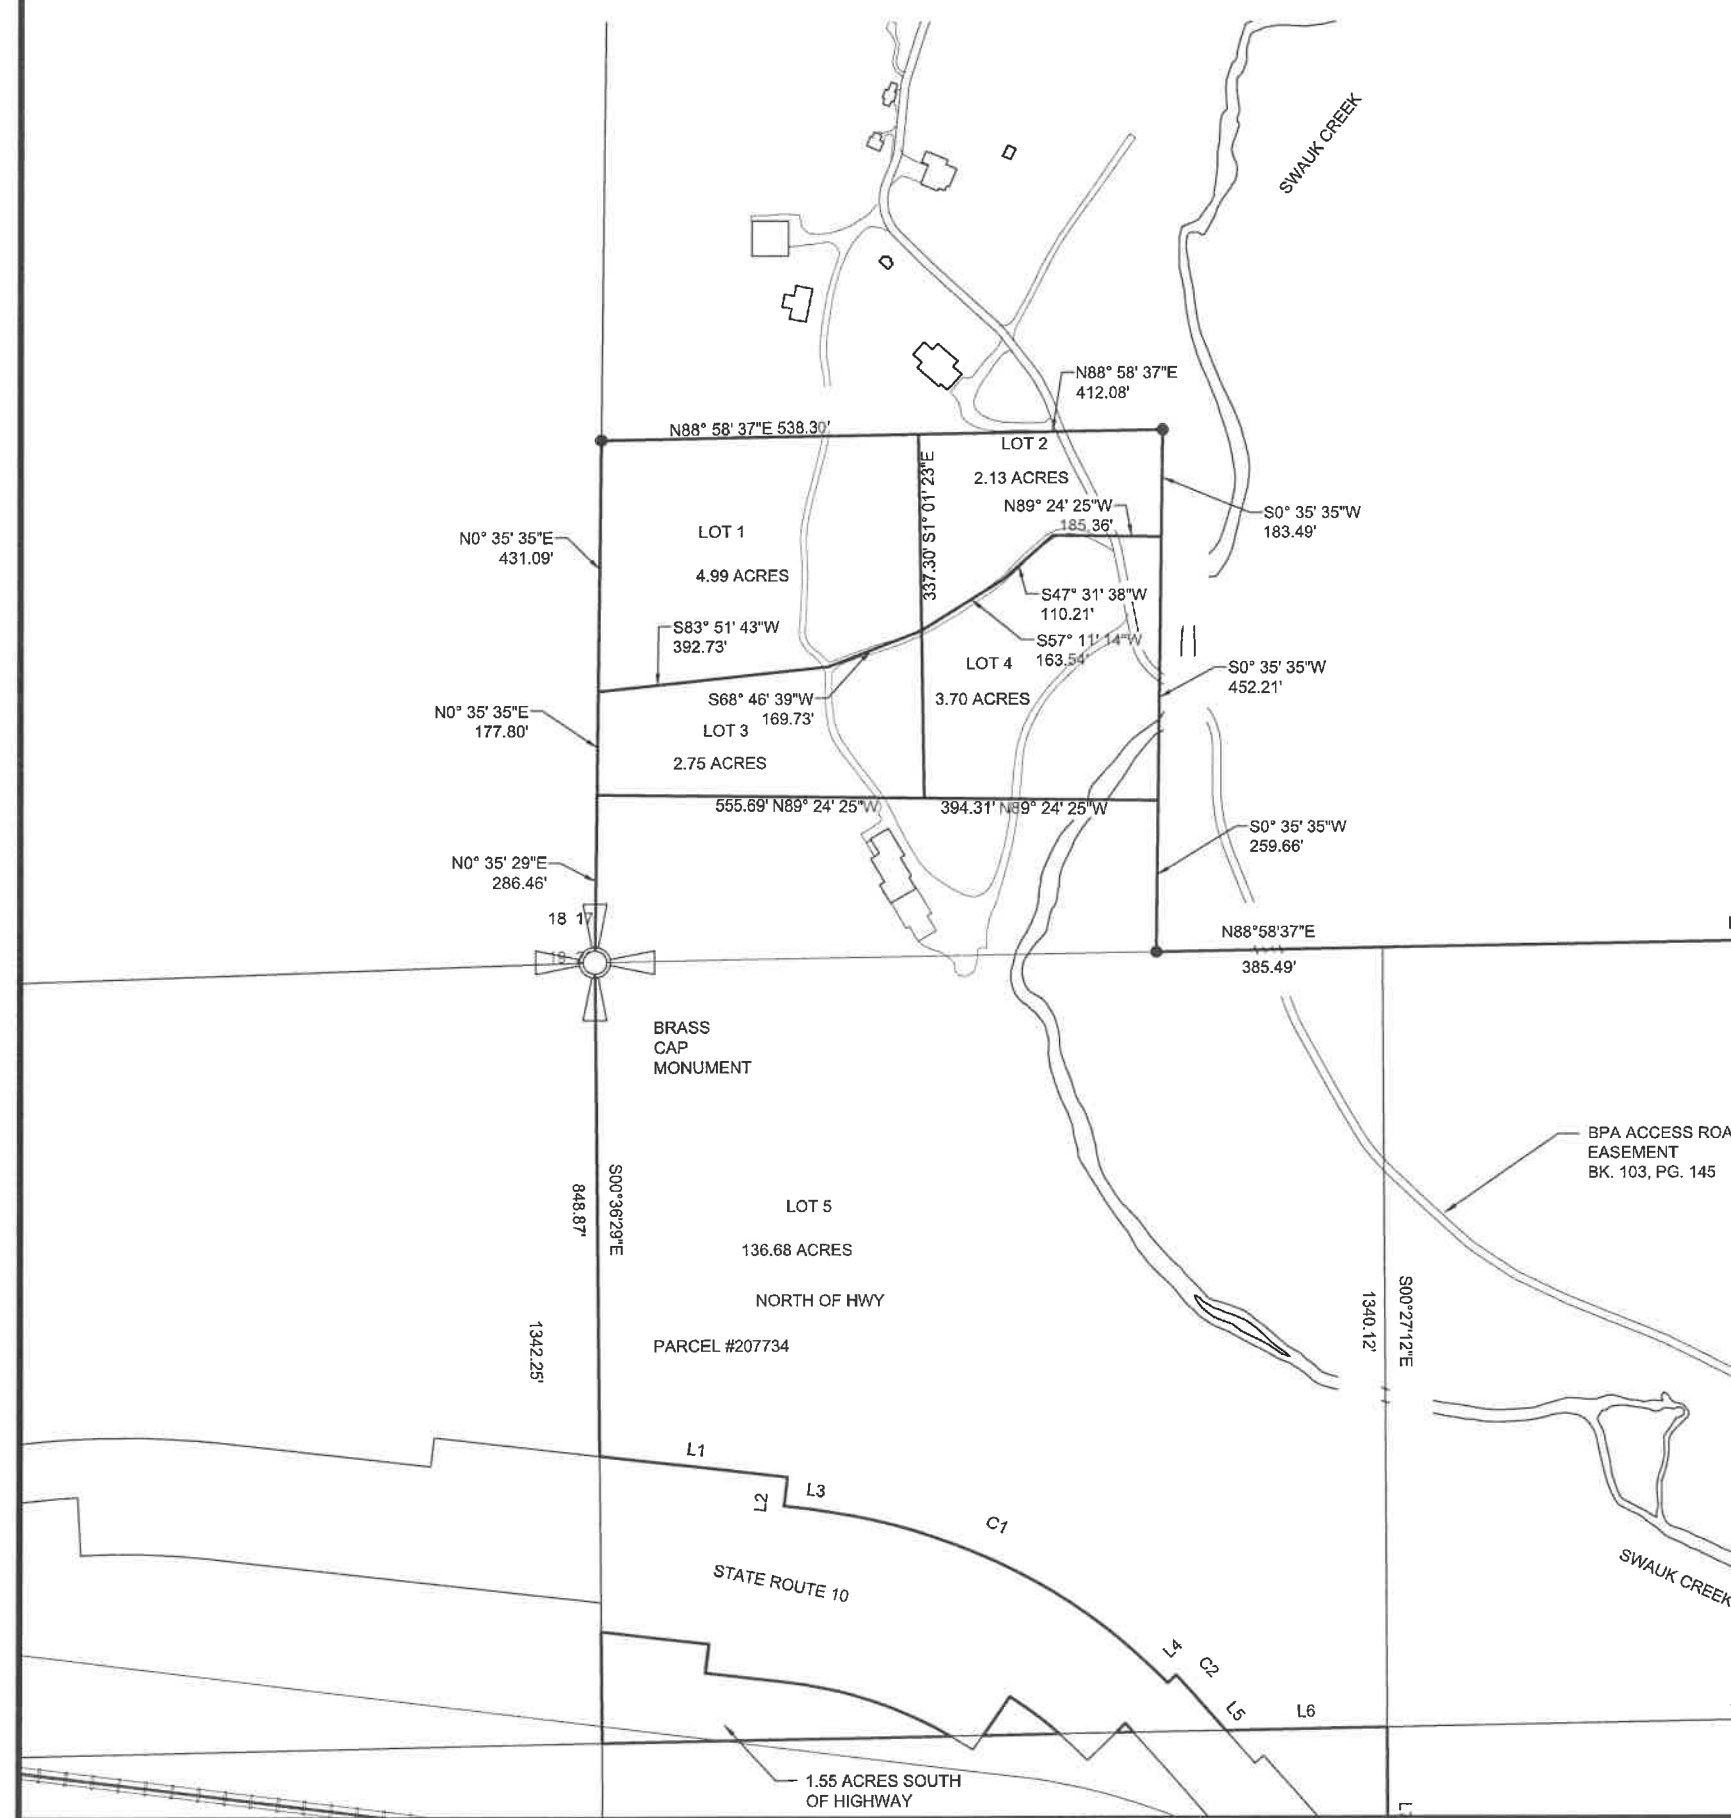 SWAUK CREEK
N88° 58' 37"E
412.08'
N88° 58' 37"E 538.30'
LOT 2
2.13 ACRES
N89° 24' 25"W
185.36'
S0° 35' 35"W
183.49'
337.30' S1° 01' 23"E
LOT 1
4.99 ACRES
N0° 35' 35"E
431.09'
S47° 31' 38"W
110.21'
S57° 11' 14"W
163.54'
S83° 51' 43"W
392.73'
LOT 4
3.70 ACRES
S0° 35' 35"W
452.21'
S68° 46' 39"W
169.73'
N0° 35' 35"E
177.80'
LOT 3
2.75 ACRES
555.69' N89° 24' 25"W
394.31' N89° 24' 25"W
S0° 35' 35"W
259.66'
N0° 35' 29"E
286.46'
18 17
19
N88°58'37"E
385.49'
BRASS
CAP
MONUMENT
BPA ACCESS ROA
EASEMENT
BK. 103, PG. 145
S00°36'29"E
848.87'
LOT 5
136.68 ACRES
NORTH OF HWY
PARCEL #207734
1342.25'
S00°27'12"E
1340.12'
L1
L2
L3
C1
STATE ROUTE 10
SWAUK CREEK
L4
C2
L5
L6
1.55 ACRES SOUTH
OF HIGHWAY